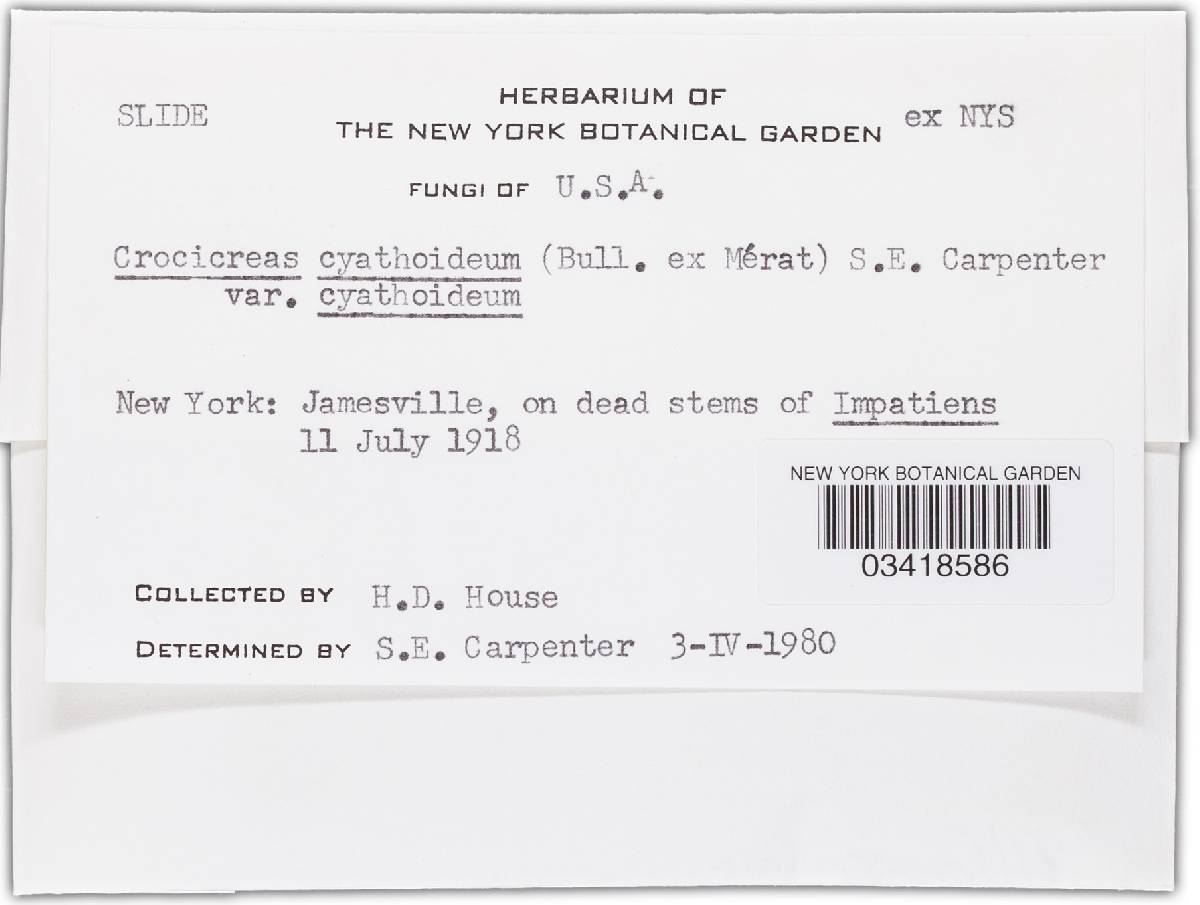 SLIDE
HERBARIUM OF
THE NEW YORK BOTANICAL GARDEN
ex NYS
FUNGI OF U.S.A.
Crocicreas cyathoideum (Bull. ex Mérat) S.E. Carpenter
var. cyathoideum
New York: Jamesville, on dead stems of Impatiens
11 July 1918
NEW YORK BOTANICAL GARDEN
03418586
COLLECTED BY H.D. House
DETERMINED BY S.E. Carpenter 3-IV-1980